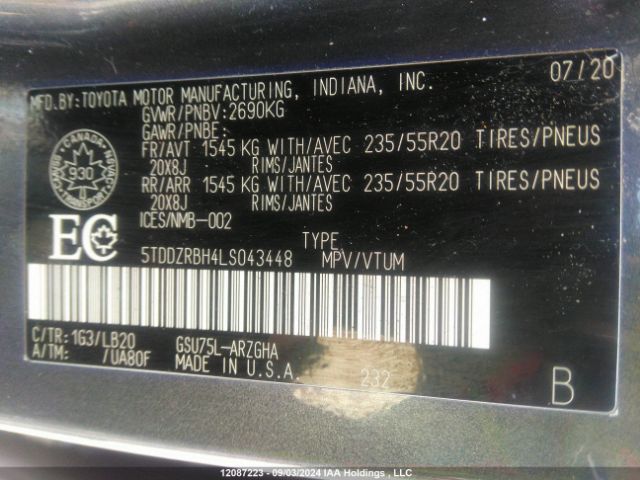 MFD.BY:TOYOTA MOTOR MANUFACTURING, INDIANA, INC. 07/20
GVWR/PNBV:2690KG
GAWR/PNBE:
FR/AVT 1545 KG WITH/AVEC 235/55R20 TIRES/PNEUS
20X8J RIMS/JANTES
RR/ARR 1545 KG WITH/AVEC 235/55R20 TIRES/PNEUS
20X8J RIMS/JANTES
ICES/NMB-002
CANADA
930
TRANSPORT
EC
TYPE
5TDDZRBH4LS043448 MPV/VTUM
C/TR:1G3/LB20 GSU75L-ARZGHA
A/TM: /UA80F MADE IN U.S.A.
232
B
12087223 - 09/03/2024 IAA Holdings , LLC